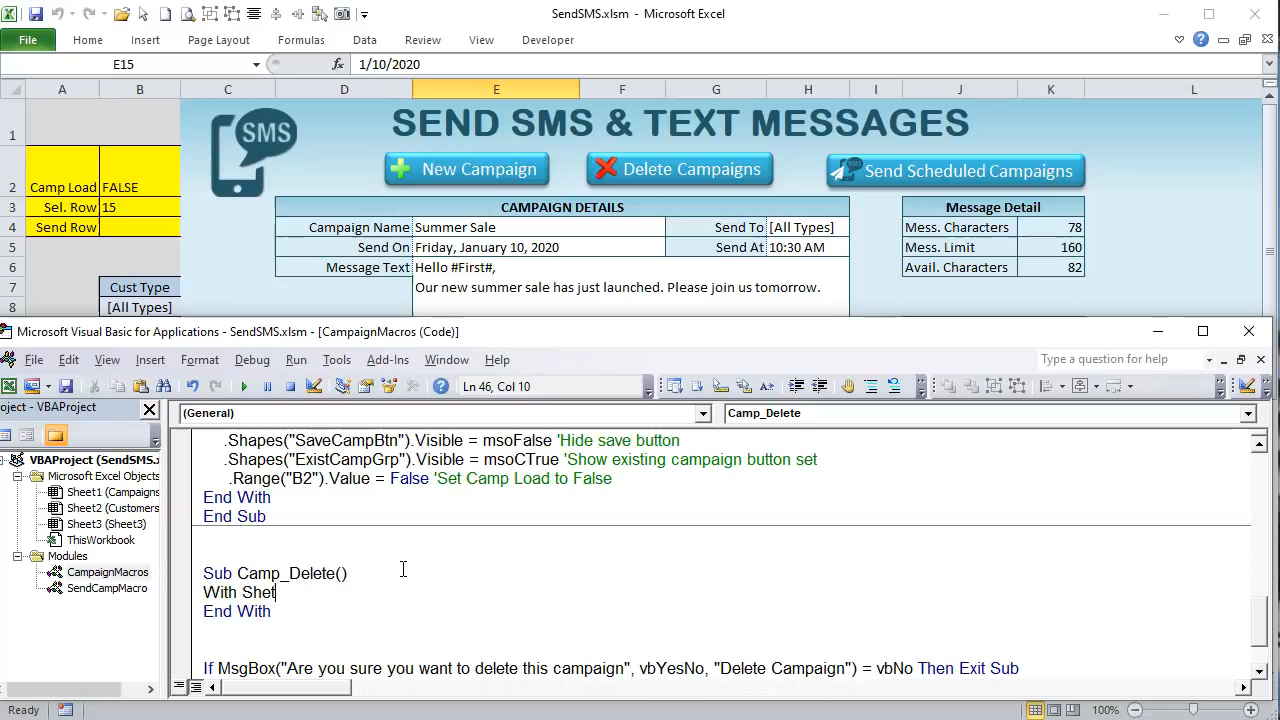 SendSMS.xlsm - Microsoft Excel
File Home Insert Page Layout Formulas Data Review View Developer
E15 fx 1/10/2020
A B C D E F G H I J K L
1 SMS SEND SMS & TEXT MESSAGES
2 Camp Load FALSE New Campaign Delete Campaigns Send Scheduled Campaigns
3 Sel. Row 15 CAMPAIGN DETAILS Message Detail
4 Send Row Campaign Name Summer Sale Send To [All Types] Mess. Characters 78
5 Send On Friday, January 10, 2020 Send At 10:30 AM Mess. Limit 160
6 Message Text Hello #First#, Avail. Characters 82
7 Cust Type Our new summer sale has just launched. Please join us tomorrow.
8 [All Types]
Microsoft Visual Basic for Applications - SendSMS.xlsm - [CampaignMacros (Code)]
File Edit View Insert Format Debug Run Tools Add-Ins Window Help Type a question for help
Ln 46, Col 10
oject - VBAProject (General) Camp_Delete
VBAProject (SendSMS.x
Microsoft Excel Objects
Sheet1 (Campaigns
Sheet2 (Customers
Sheet3 (Sheet3)
ThisWorkbook
Modules
CampaignMacros
SendCampMacro
.Shapes("SaveCampBtn").Visible = msoFalse 'Hide save button
.Shapes("ExistCampGrp").Visible = msoCTrue 'Show existing campaign button set
.Range("B2").Value = False 'Set Camp Load to False
End With
End Sub
Sub Camp_Delete()
With Shet
End With
If MsgBox("Are you sure you want to delete this campaign", vbYesNo, "Delete Campaign") = vbNo Then Exit Sub
Ready 100%